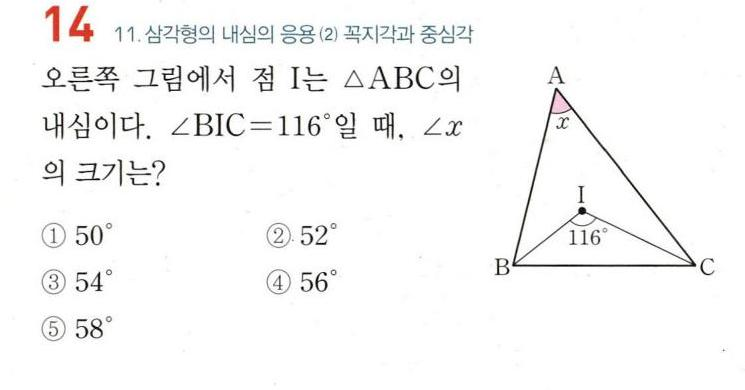 14 11. 삼각형의 내심의 응용 (2) 꼭지각과 중심각
오른쪽 그림에서 점 I는 △ABC의
내심이다. ∠BIC=116°일 때, ∠x
의 크기는?
① 50° ② 52°
③ 54° ④ 56°
⑤ 58°
A
x
I
116°
B C